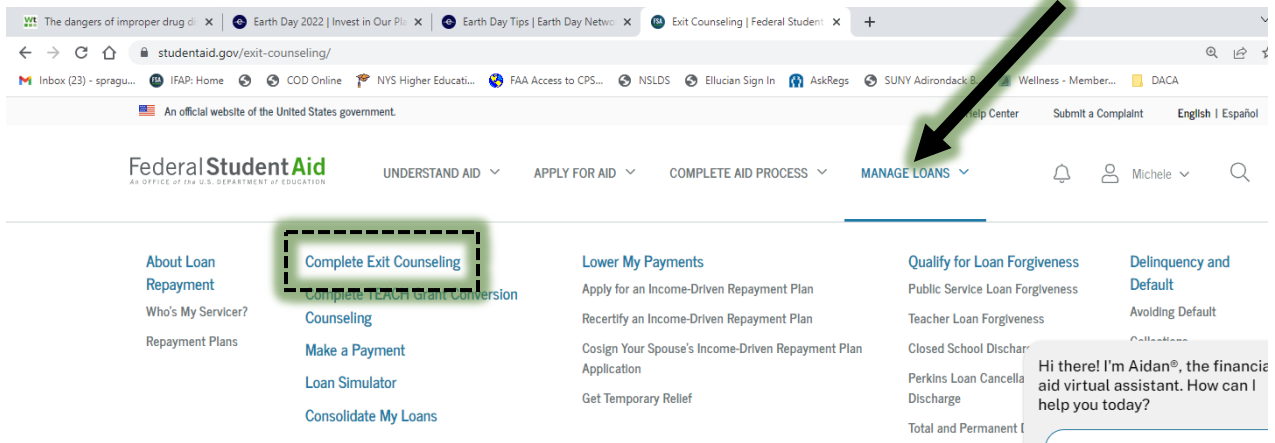 The dangers of improper drug di
Earth Day 2022 | Invest in Our Pla
Earth Day Tips | Earth Day Netwo
Exit Counseling | Federal Student
studentaid.gov/exit-counseling/
Inbox (23) - spragu...
IFAP: Home
COD Online
NYS Higher Educati...
FAA Access to CPS...
NSLDS
Ellucian Sign In
AskRegs
SUNY Adirondack B...
Wellness - Member...
DACA
An official website of the United States government.
Help Center
Submit a Complaint
English | Español
Federal Student Aid
An OFFICE of the U.S. DEPARTMENT of EDUCATION
UNDERSTAND AID
APPLY FOR AID
COMPLETE AID PROCESS
MANAGE LOANS
Michele
About Loan
Repayment
Who's My Servicer?
Repayment Plans
Complete Exit Counseling
Complete TEACH Grant Conversion
Counseling
Make a Payment
Loan Simulator
Consolidate My Loans
Lower My Payments
Apply for an Income-Driven Repayment Plan
Recertify an Income-Driven Repayment Plan
Cosign Your Spouse's Income-Driven Repayment Plan
Application
Get Temporary Relief
Qualify for Loan Forgiveness
Public Service Loan Forgiveness
Teacher Loan Forgiveness
Closed School Dischar
Perkins Loan Cancella
Discharge
Total and Permanent D
Delinquency and
Default
Avoiding Default
Collections
Hi there! I'm Aidan®, the financia
aid virtual assistant. How can I
help you today?